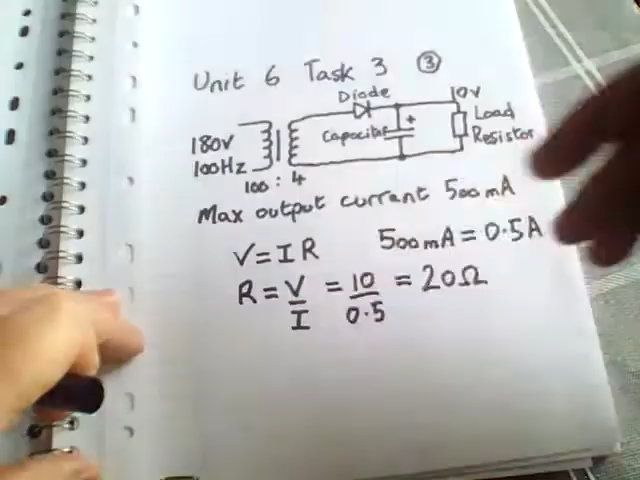 Unit 6 Task 3 ③
Diode
10V
180V
100Hz
100 : 4
Capacitor
+
Load
Resistor
Max output current 500mA
V = I R
500mA = 0.5A
R = V/I = 10/0.5 = 20Ω